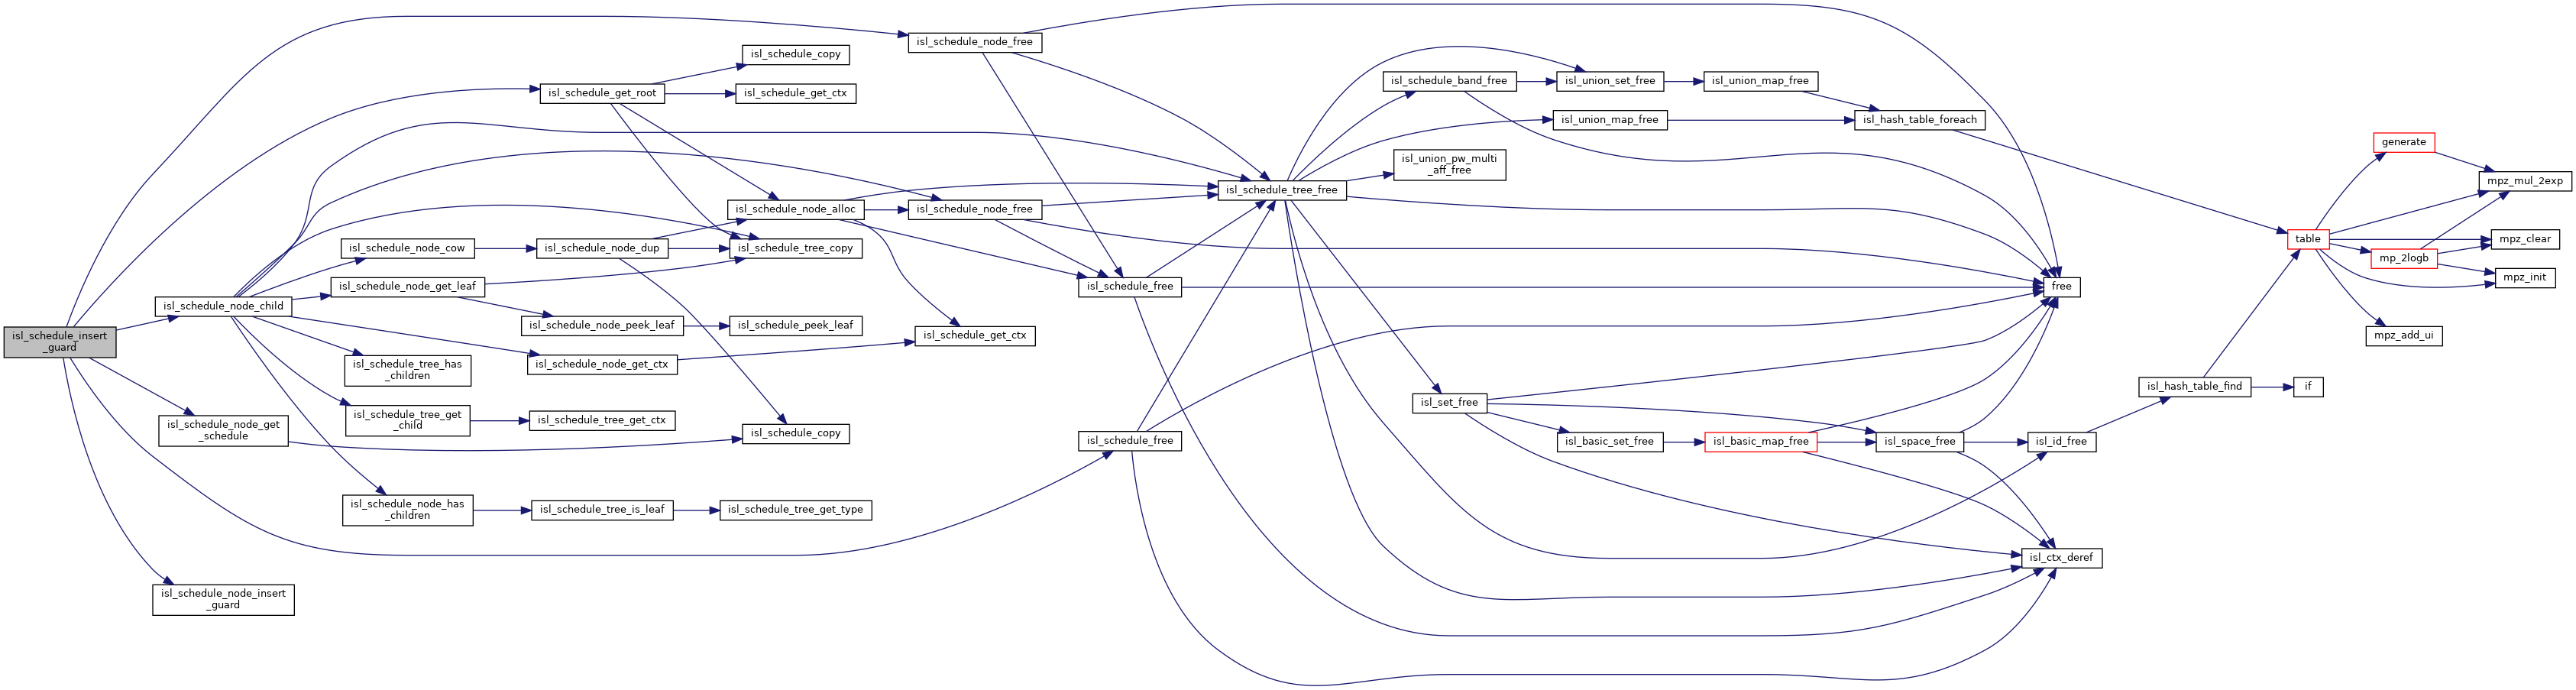 isl_schedule_insert
_guard
isl_schedule_node_child
isl_schedule_node_get
_schedule
isl_schedule_node_insert
_guard
isl_schedule_node_cow
isl_schedule_node_get_leaf
isl_schedule_tree_has
_children
isl_schedule_tree_get
_child
isl_schedule_node_has
_children
isl_schedule_get_root
isl_schedule_node_dup
isl_schedule_node_peek_leaf
isl_schedule_node_get_ctx
isl_schedule_tree_get_ctx
isl_schedule_tree_is_leaf
isl_schedule_copy
isl_schedule_get_ctx
isl_schedule_node_alloc
isl_schedule_tree_copy
isl_schedule_peek_leaf
isl_schedule_copy
isl_schedule_tree_get_type
isl_schedule_node_free
isl_schedule_node_free
isl_schedule_get_ctx
isl_schedule_free
isl_schedule_free
isl_schedule_tree_free
isl_schedule_band_free
isl_union_pw_multi
_aff_free
isl_set_free
isl_union_set_free
isl_union_map_free
isl_basic_set_free
isl_union_map_free
isl_basic_map_free
isl_hash_table_foreach
isl_space_free
free
isl_id_free
isl_ctx_deref
isl_hash_table_find
table
if
generate
mp_2logb
mpz_add_ui
mpz_mul_2exp
mpz_clear
mpz_init